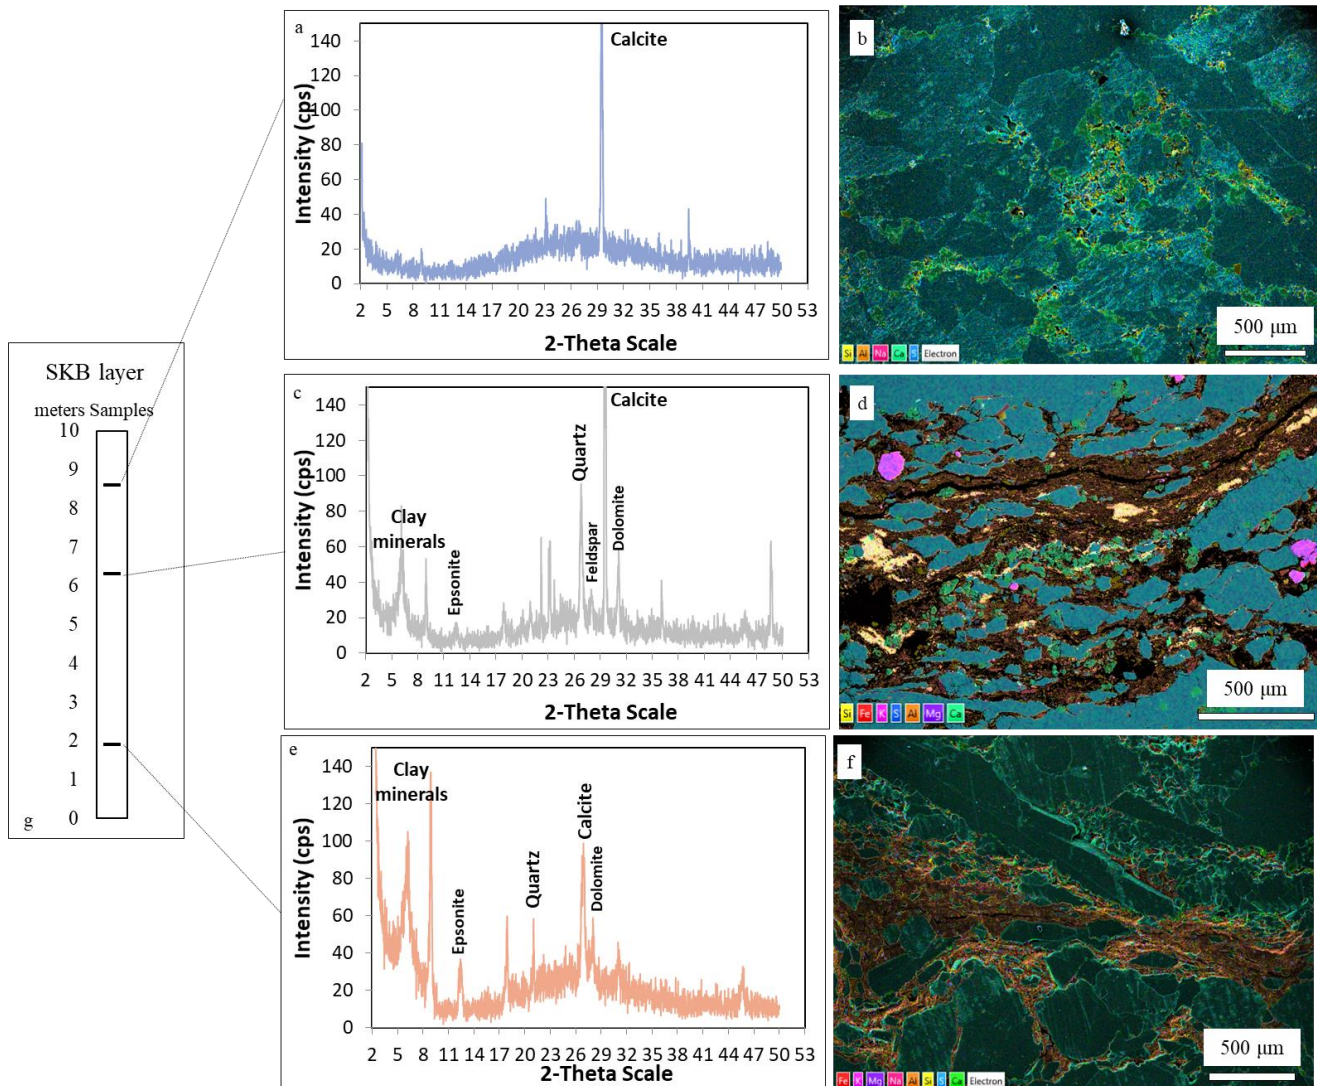 a
140
120
100
80
60
40
20
0
Intensity (cps)
Calcite
2 5 8 11 14 17 20 23 26 29 32 35 38 41 44 47 50 53
2-Theta Scale
b
500 μm
Si Al Na Ca S Electron
SKB layer
meters Samples
10
9
8
7
6
5
4
3
2
1
0
g
c
140
120
100
80
60
40
20
0
Intensity (cps)
Clay
minerals
Epsonite
Quartz
Feldspar
Calcite
Dolomite
2 5 8 11 14 17 20 23 26 29 32 35 38 41 44 47 50 53
2-Theta Scale
d
500 μm
Si Fe K S Al Mg Ca
e
140
120
100
80
60
40
20
0
Intensity (cps)
Clay
minerals
Epsonite
Quartz
Calcite
Dolomite
2 5 8 11 14 17 20 23 26 29 32 35 38 41 44 47 50 53
2-Theta Scale
f
500 μm
Fe K Mg Na Al Si S Ca Electron